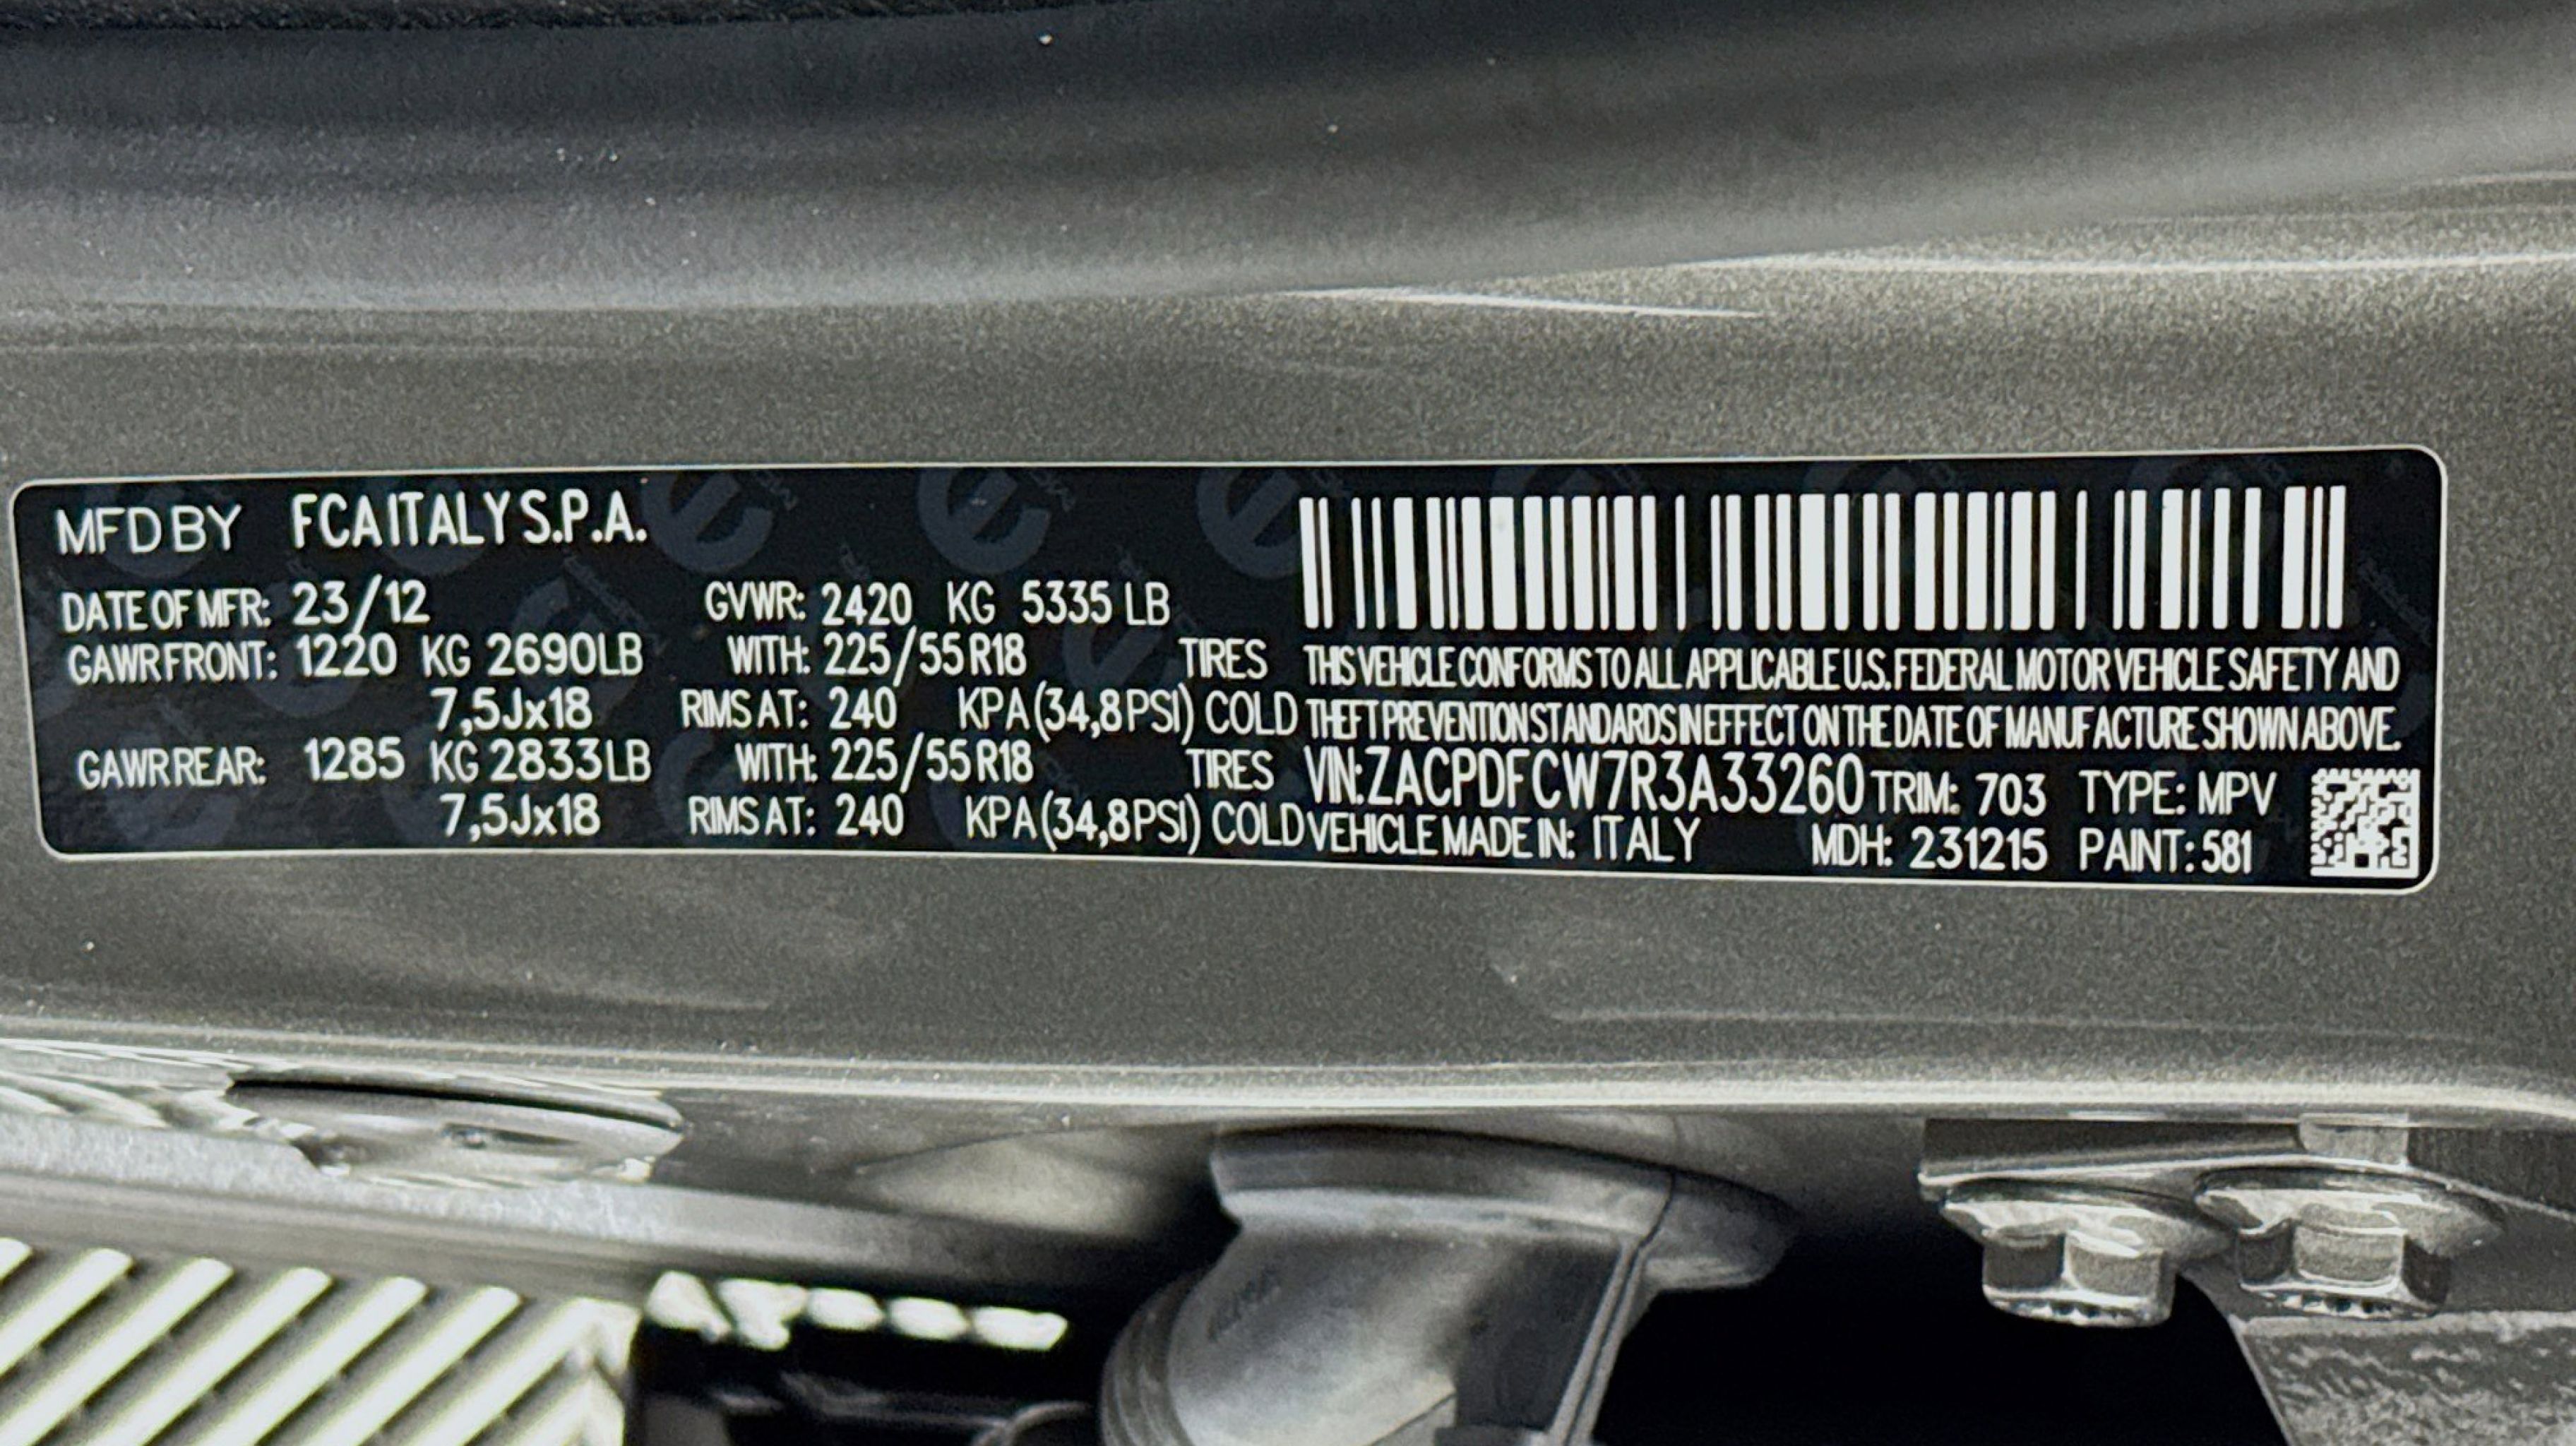 MFD BY FCA ITALY S.P.A.
DATE OF MFR: 23/12 GVWR: 2420 KG 5335 LB
GAWR FRONT: 1220 KG 2690LB WITH: 225/55 R18 TIRES
7,5Jx18 RIMS AT: 240 KPA (34,8 PSI) COLD
GAWR REAR: 1285 KG 2833LB WITH: 225/55 R18 TIRES
7,5Jx18 RIMS AT: 240 KPA (34,8 PSI) COLD
THIS VEHICLE CONFORMS TO ALL APPLICABLE U.S. FEDERAL MOTOR VEHICLE SAFETY AND
THEFT PREVENTION STANDARDS IN EFFECT ON THE DATE OF MANUFACTURE SHOWN ABOVE.
VIN: ZACPDFCW7R3A33260 TRIM: 703 TYPE: MPV
VEHICLE MADE IN: ITALY MDH: 231215 PAINT: 581